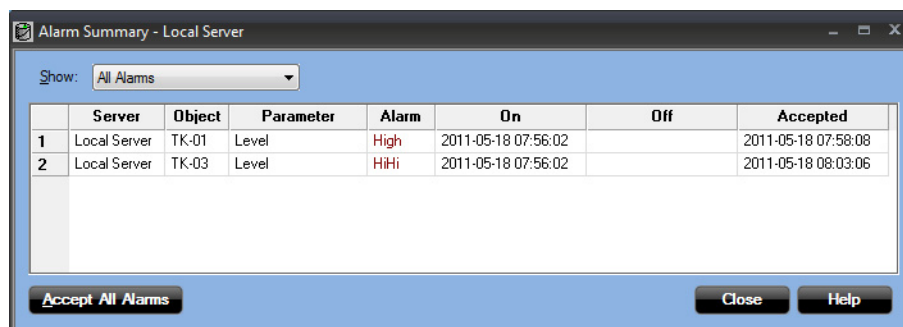 Alarm Summary - Local Server
Show: All Alarms
Server Object Parameter Alarm On Off Accepted
1 Local Server TK-01 Level High 2011-05-18 07:56:02 2011-05-18 07:58:08
2 Local Server TK-03 Level HiHi 2011-05-18 07:56:02 2011-05-18 08:03:06
Accept All Alarms Close Help